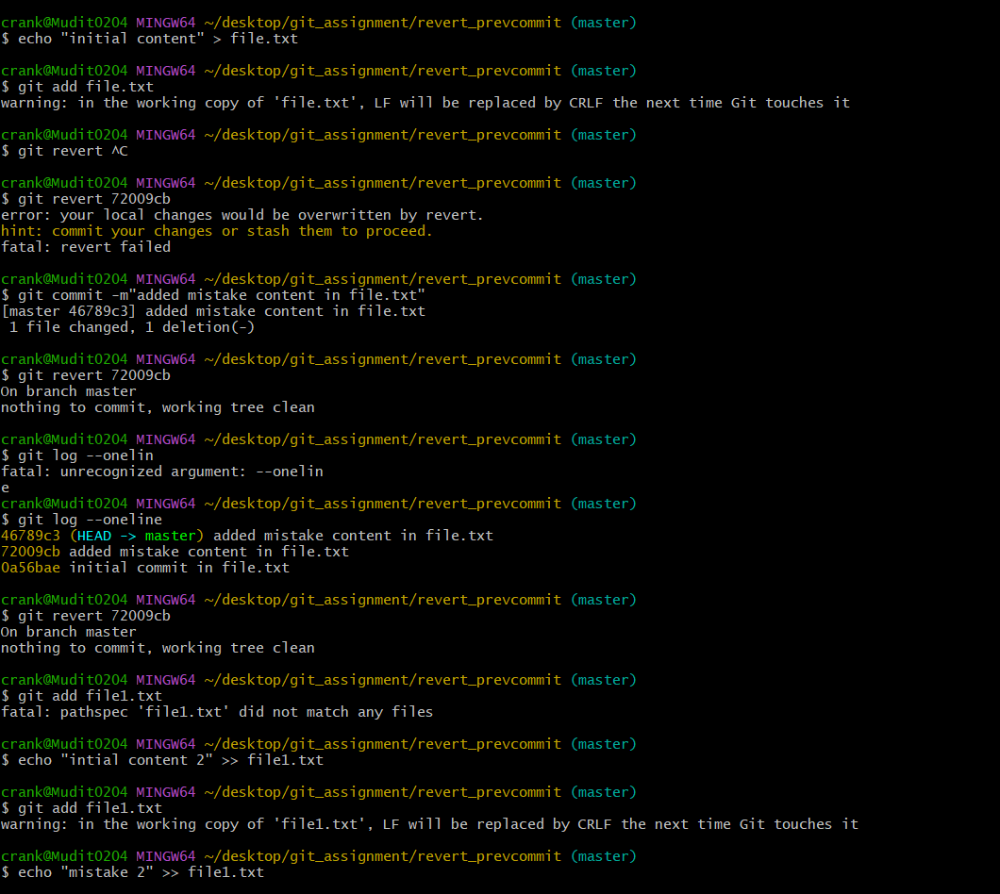 crank@Mudit0204 MINGW64 ~/desktop/git_assignment/revert_prevcommit (master)
$ echo "initial content" > file.txt

crank@Mudit0204 MINGW64 ~/desktop/git_assignment/revert_prevcommit (master)
$ git add file.txt
warning: in the working copy of 'file.txt', LF will be replaced by CRLF the next time Git touches it

crank@Mudit0204 MINGW64 ~/desktop/git_assignment/revert_prevcommit (master)
$ git revert ^C

crank@Mudit0204 MINGW64 ~/desktop/git_assignment/revert_prevcommit (master)
$ git revert 72009cb
error: your local changes would be overwritten by revert.
hint: commit your changes or stash them to proceed.
fatal: revert failed

crank@Mudit0204 MINGW64 ~/desktop/git_assignment/revert_prevcommit (master)
$ git commit -m"added mistake content in file.txt"
[master 46789c3] added mistake content in file.txt
 1 file changed, 1 deletion(-)

crank@Mudit0204 MINGW64 ~/desktop/git_assignment/revert_prevcommit (master)
$ git revert 72009cb
On branch master
nothing to commit, working tree clean

crank@Mudit0204 MINGW64 ~/desktop/git_assignment/revert_prevcommit (master)
$ git log --onelin
fatal: unrecognized argument: --onelin
e
crank@Mudit0204 MINGW64 ~/desktop/git_assignment/revert_prevcommit (master)
$ git log --oneline
46789c3 (HEAD -> master) added mistake content in file.txt
72009cb added mistake content in file.txt
0a56bae initial commit in file.txt

crank@Mudit0204 MINGW64 ~/desktop/git_assignment/revert_prevcommit (master)
$ git revert 72009cb
On branch master
nothing to commit, working tree clean

crank@Mudit0204 MINGW64 ~/desktop/git_assignment/revert_prevcommit (master)
$ git add file1.txt
fatal: pathspec 'file1.txt' did not match any files

crank@Mudit0204 MINGW64 ~/desktop/git_assignment/revert_prevcommit (master)
$ echo "intial content 2" >> file1.txt

crank@Mudit0204 MINGW64 ~/desktop/git_assignment/revert_prevcommit (master)
$ git add file1.txt
warning: in the working copy of 'file1.txt', LF will be replaced by CRLF the next time Git touches it

crank@Mudit0204 MINGW64 ~/desktop/git_assignment/revert_prevcommit (master)
$ echo "mistake 2" >> file1.txt